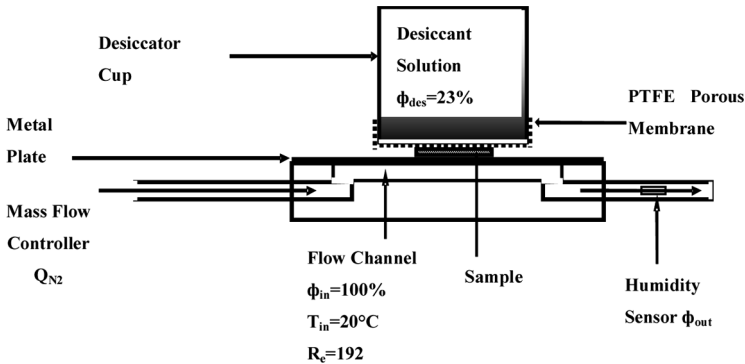 Desiccator
Cup
Desiccant
Solution
ϕdes=23%
PTFE Porous
Membrane
Metal
Plate
Mass Flow
Controller
QN2
Flow Channel
ϕin=100%
Tin=20°C
Re=192
Sample
Humidity
Sensor ϕout